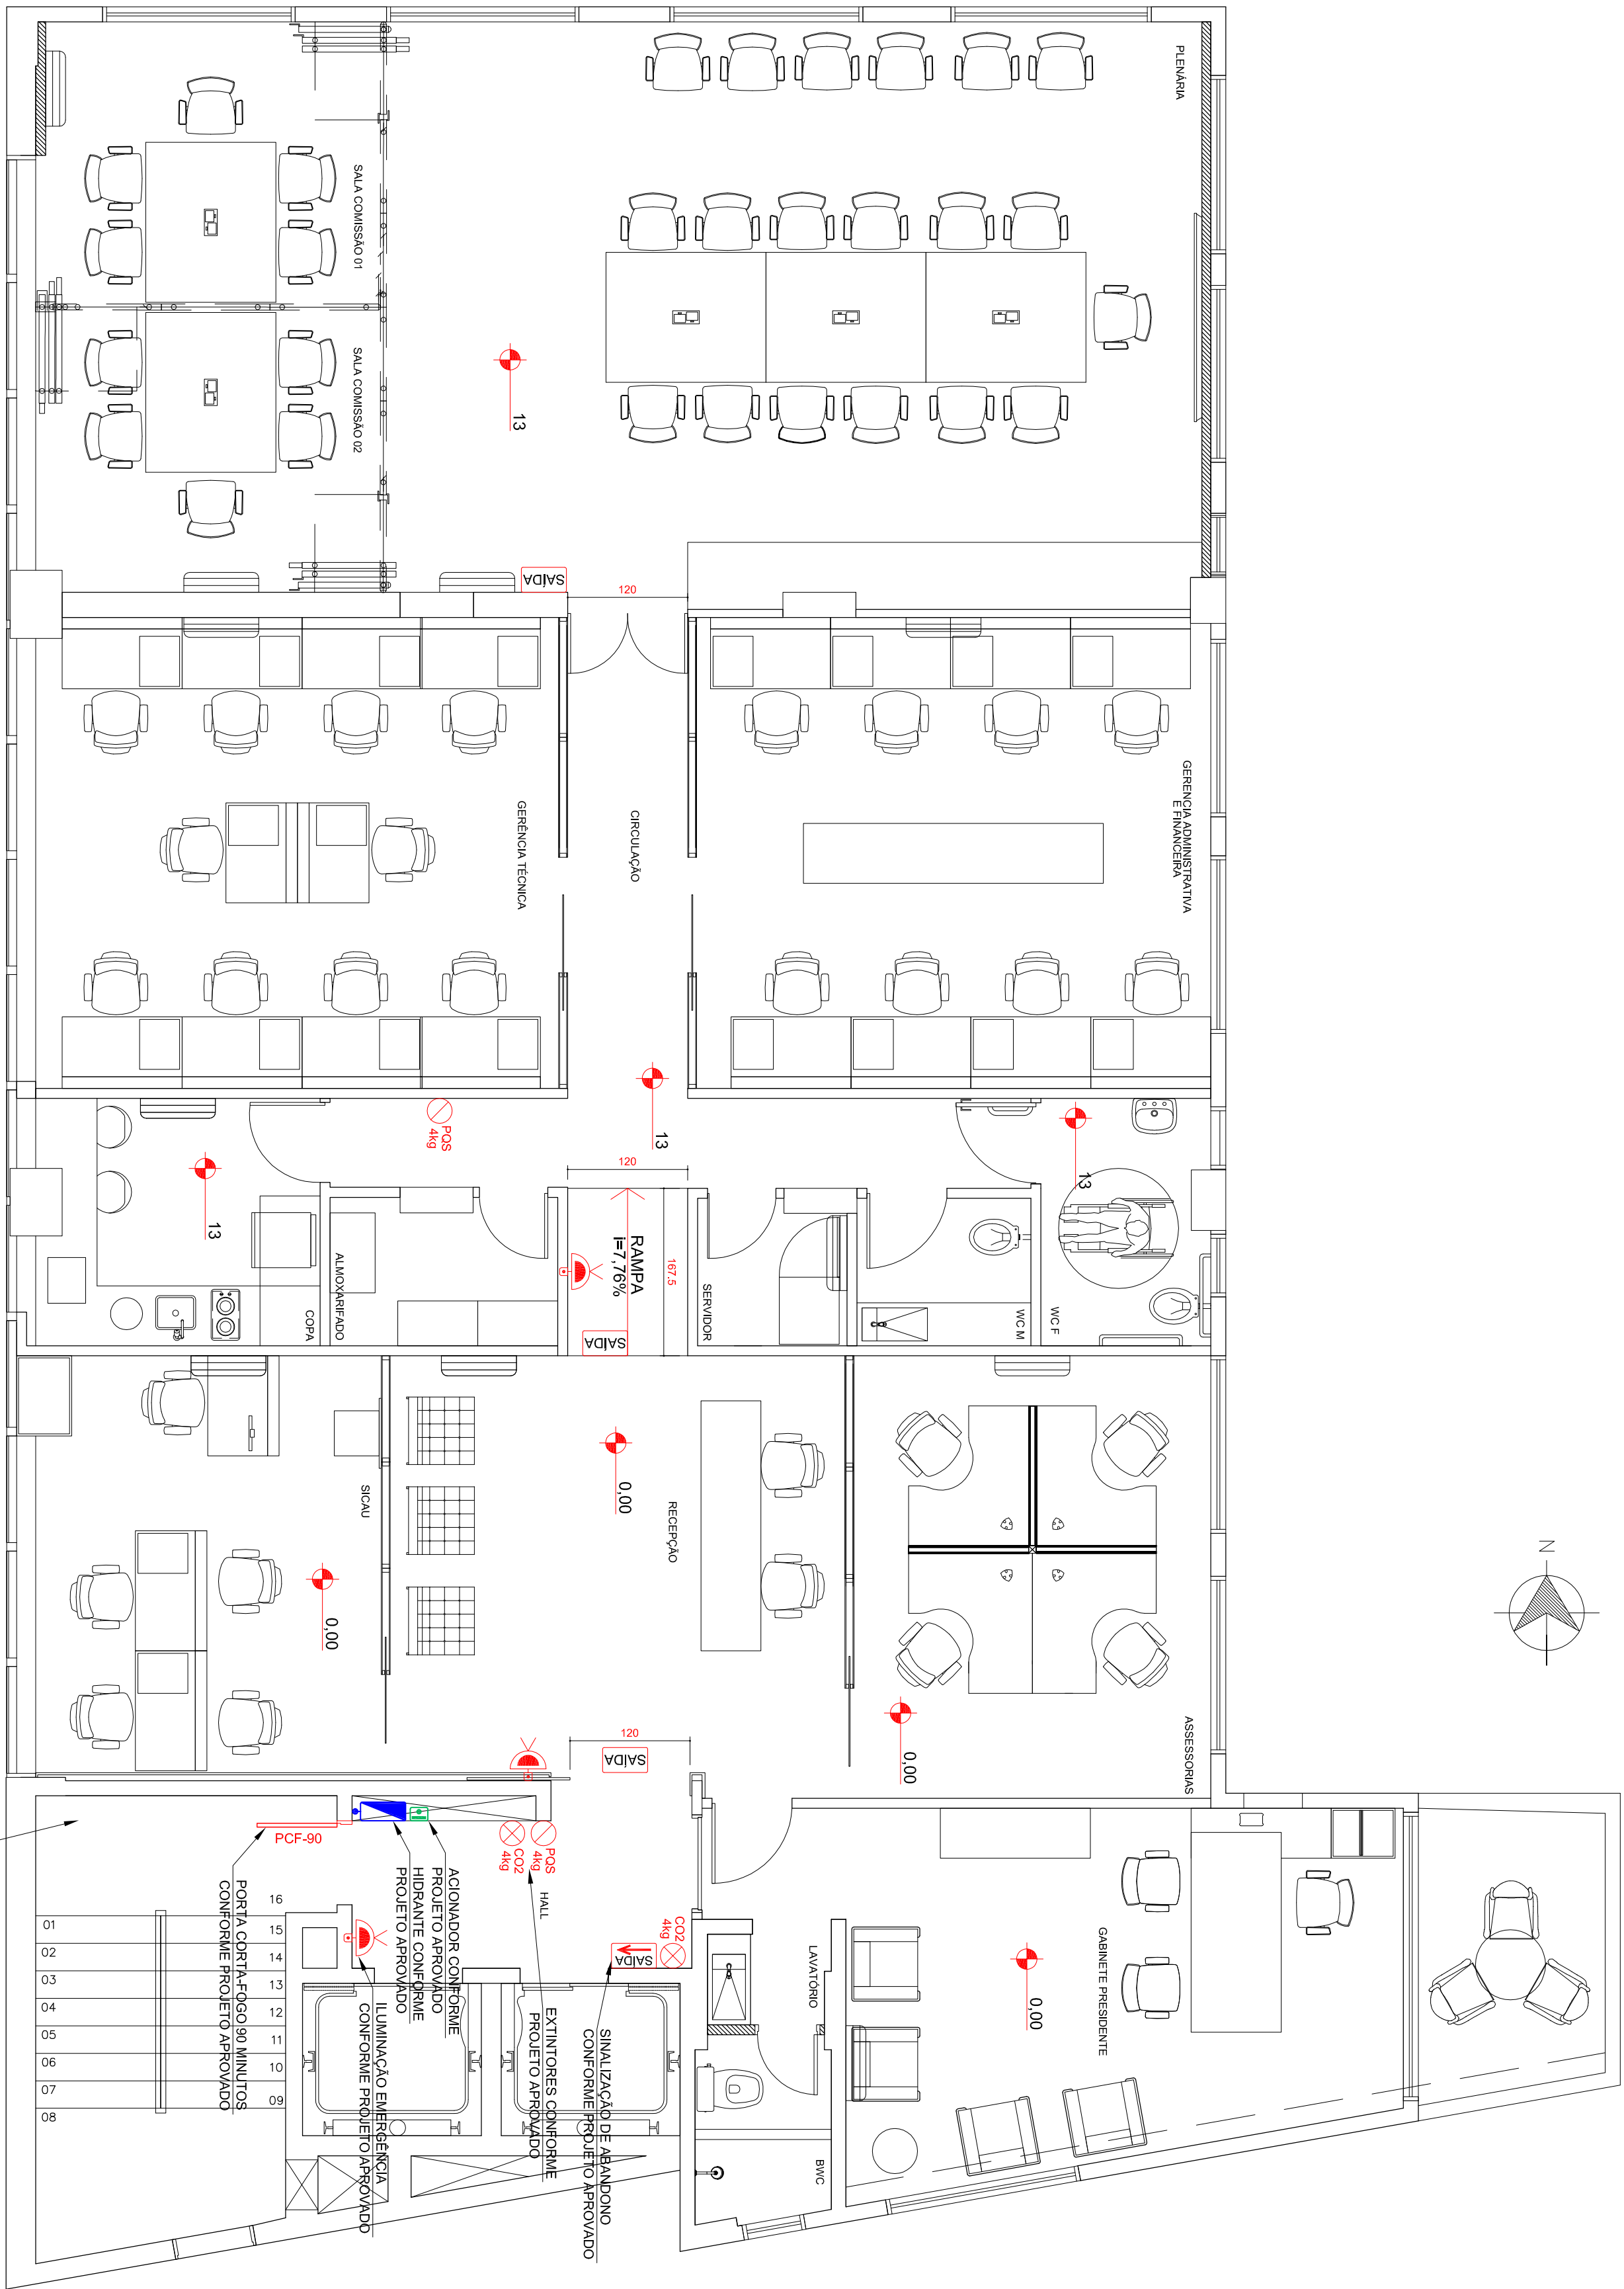 PLENÁRIA
SALA COMISSÃO 01
SALA COMISSÃO 02
13
SAÍDA
120
GERENCIA ADMINISTRATIVA
E FINANCEIRA
CIRCULAÇÃO
GERÊNCIA TÉCNICA
PQS
4kg
13
13
13
120
RAMPA
i=7,76%
167.5
SAÍDA
ALMOXARIFADO
COPA
SERVIDOR
WC M
WC F
SICAU
0,00
RECEPÇÃO
0,00
ASSESSORIAS
0,00
N
120
SAÍDA
PCF-90
CO2
4kg
PQS
4kg
HALL
CO2
4kg
SAÍDA
LAVATÓRIO
BWC
GABINETE PRESIDENTE
0,00
ACIONADOR CONFORME
PROJETO APROVADO
HIDRANTE CONFORME
PROJETO APROVADO
PORTA CORTA-FOGO 90 MINUTOS
CONFORME PROJETO APROVADO
ILUMINAÇÃO EMERGÊNCIA
CONFORME PROJETO APROVADO
EXTINTORES CONFORME
PROJETO APROVADO
SINALIZAÇÃO DE ABANDONO
CONFORME PROJETO APROVADO
01
02
03
04
05
06
07
08
16
15
14
13
12
11
10
09